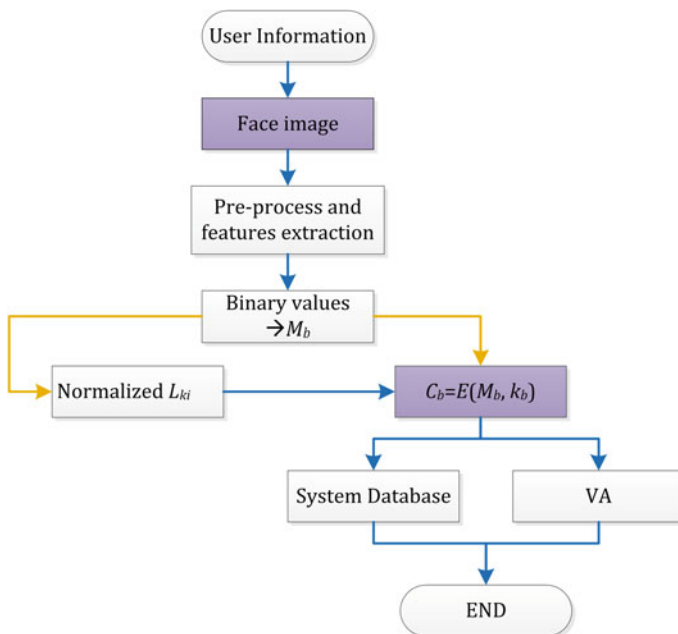 User Information
Face image
Pre-process and
features extraction
Binary values
→Mb
Normalized Lki
Cb=E(Mb, kb)
System Database
VA
END